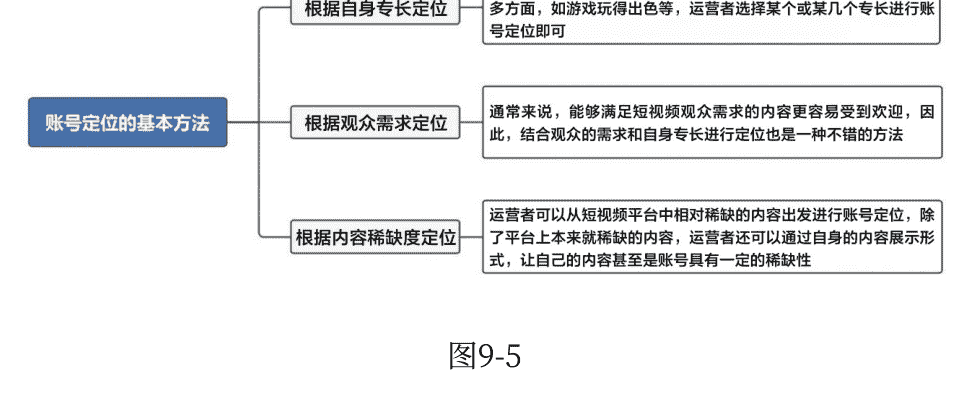 根据自身专长定位
多方面，如游戏玩得出色等，运营者选择某个或某几个专长进行账
号定位即可
账号定位的基本方法
根据观众需求定位
通常来说，能够满足短视频观众需求的内容更容易受到欢迎，因
此，结合观众的需求和自身专长进行定位也是一种不错的方法
根据内容稀缺度定位
运营者可以从短视频平台中相对稀缺的内容出发进行账号定位，除
了平台上本来就稀缺的内容，运营者还可以通过自身的内容展示形
式，让自己的内容甚至是账号具有一定的稀缺性
图9-5